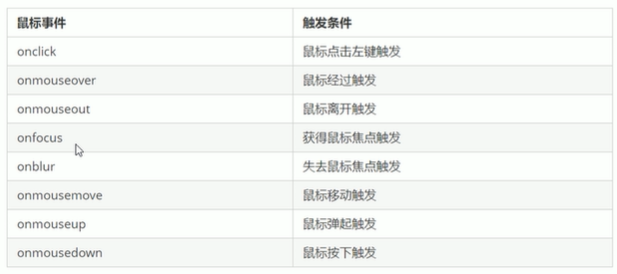 鼠标事件 触发条件
onclick 鼠标点击左键触发
onmouseover 鼠标经过触发
onmouseout 鼠标离开触发
onfocus 获得鼠标焦点触发
onblur 失去鼠标焦点触发
onmousemove 鼠标移动触发
onmouseup 鼠标弹起触发
onmousedown 鼠标按下触发